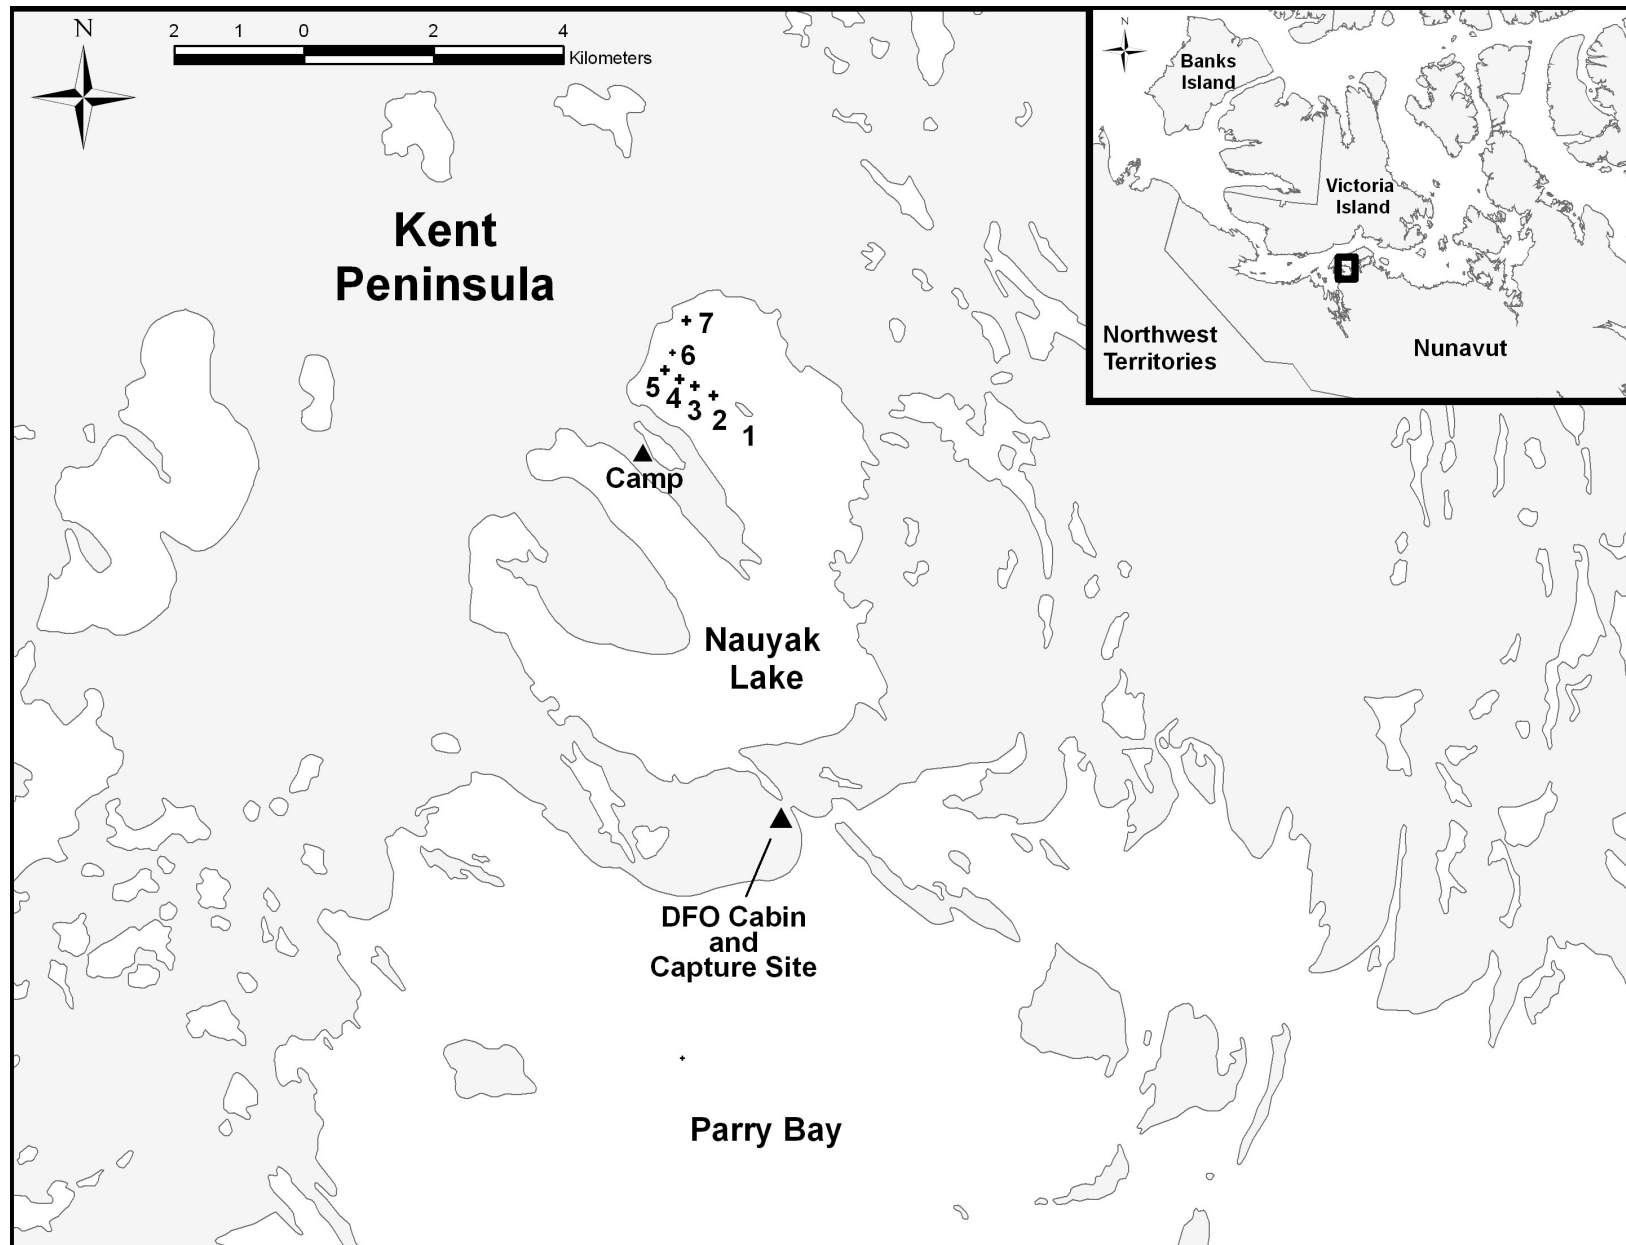 N
2 1 0 2 4
Kilometers
Kent
Peninsula
7
6
5
4
3
2
1
Camp
Nauyak
Lake
DFO Cabin
and
Capture Site
Parry Bay
N
Banks
Island
Victoria
Island
Northwest
Territories
Nunavut